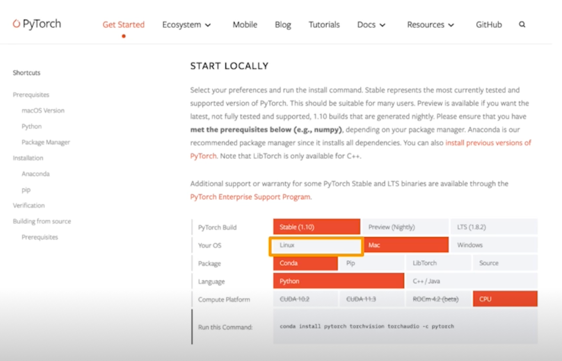 PyTorch
Get Started
Ecosystem
Mobile
Blog
Tutorials
Docs
Resources
GitHub
Shortcuts
Prerequisites
macOS Version
Python
Package Manager
Installation
Anaconda
pip
Verification
Building from source
Prerequisites
START LOCALLY
Select your preferences and run the install command. Stable represents the most currently tested and
supported version of PyTorch. This should be suitable for many users. Preview is available if you want the
latest, not fully tested and supported, 1.10 builds that are generated nightly. Please ensure that you have
met the prerequisites below (e.g., numpy), depending on your package manager. Anaconda is our
recommended package manager since it installs all dependencies. You can also install previous versions of
PyTorch. Note that LibTorch is only available for C++.
Additional support or warranty for some PyTorch Stable and LTS binaries are available through the
PyTorch Enterprise Support Program.
PyTorch Build Stable (1.10) Preview (Nightly) LTS (1.8.2)
Your OS Linux Mac Windows
Package Conda Pip LibTorch Source
Language Python C++ / Java
Compute Platform CUDA 10.2 CUDA 11.3 ROCm 4.2 (beta) CPU
Run this Command: conda install pytorch torchvision torchaudio -c pytorch